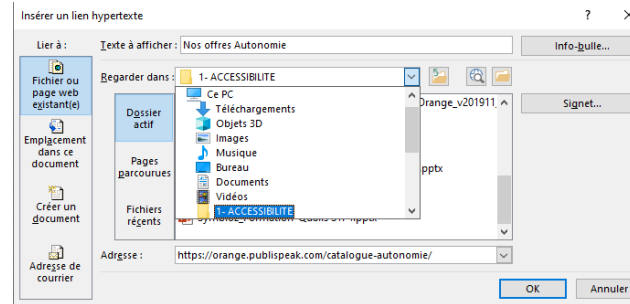 Insérer un lien hypertexte
?
Lier à :
Texte à afficher : Nos offres Autonomie
Info-bulle...
Fichier ou
page web
existant(e)
Regarder dans : 1- ACCESSIBILITE
Signet...
Dossier
actif
Ce PC
Téléchargements
Objets 3D
Images
Musique
Bureau
Documents
Vidéos
1- ACCESSIBILITE
Orange_v201911
pptx
Emplacement
dans ce
document
Pages
parcourues
Créer un
document
Fichiers
récents
Adresse : https://orange.publispeak.com/catalogue-autonomie/
Adresse de
courrier
OK
Annuler